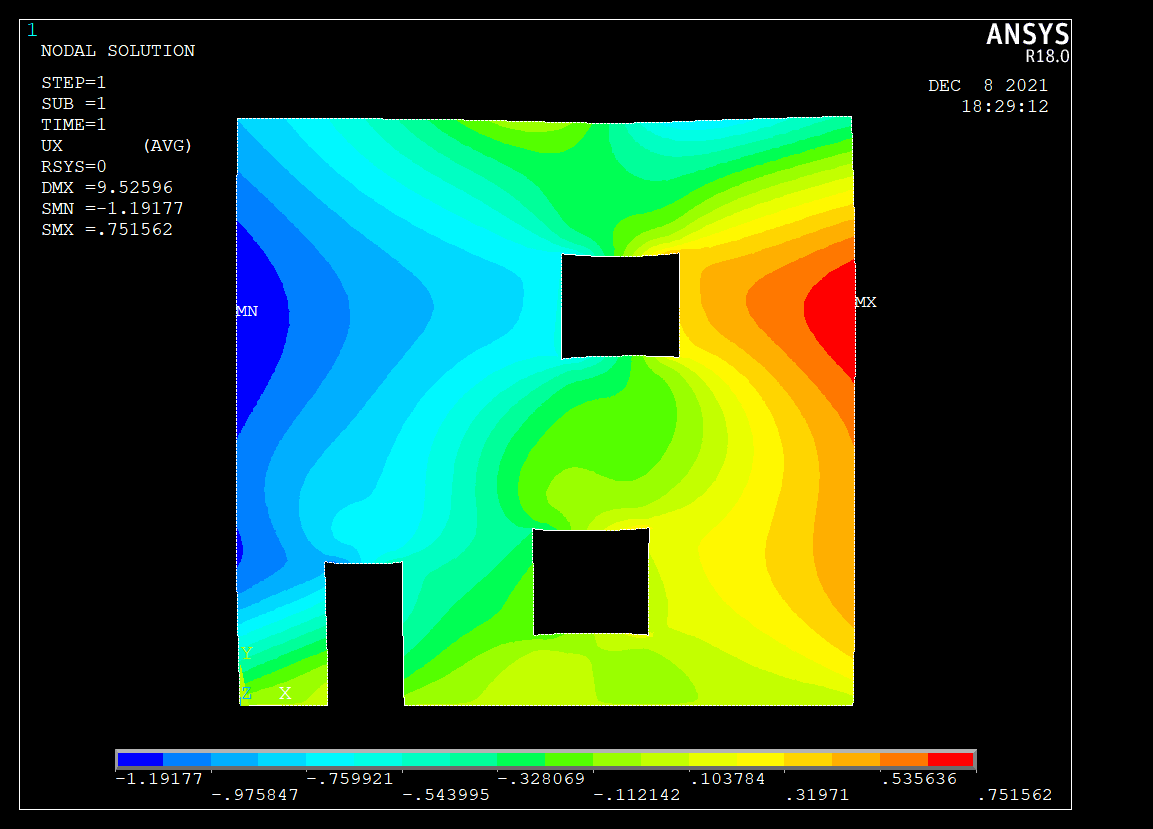 1
NODAL SOLUTION
STEP=1
SUB =1
TIME=1
UX (AVG)
RSYS=0
DMX =9.52596
SMN =-1.19177
SMX =.751562
ANSYS
R18.0
DEC 8 2021
18:29:12
MN
MX
Y
Z X
-1.19177 -.759921 -.328069 .103784 .535636
-.975847 -.543995 -.112142 .31971 .751562